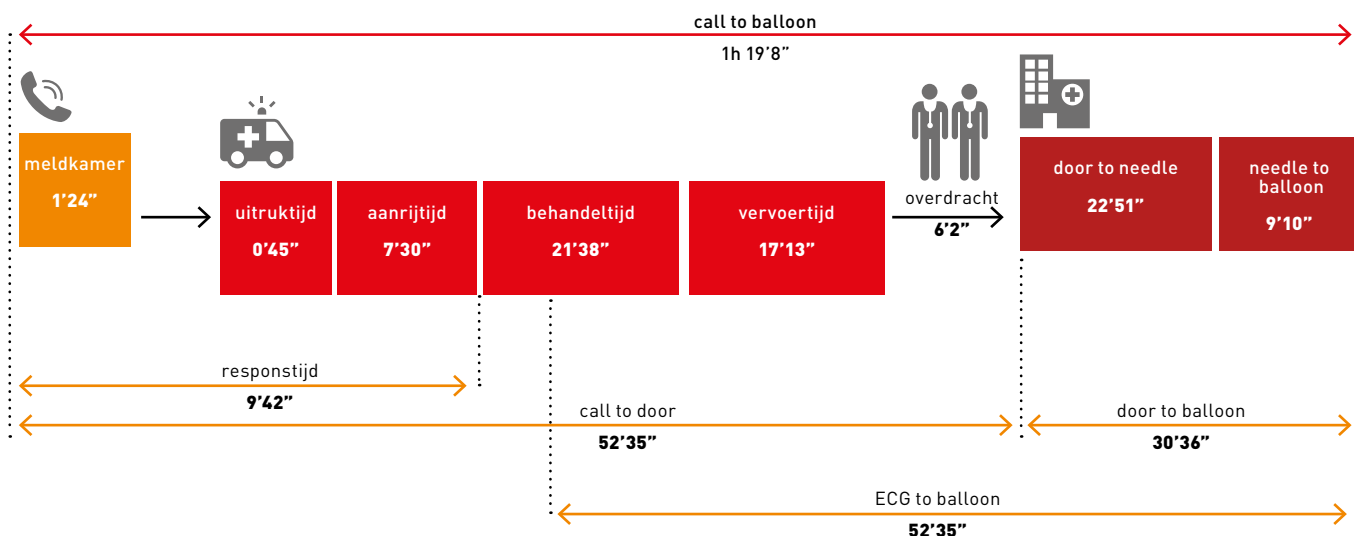 call to balloon
1h 19’8”
meldkamer
1’24”
uitruktijd
0’45”
aanrijtijd
7’30”
behandeltijd
21’38”
vervoertijd
17’13”
overdracht
6’2”
door to needle
22’51”
needle to
balloon
9’10”
responstijd
9’42”
call to door
52’35”
door to balloon
30’36”
ECG to balloon
52’35”